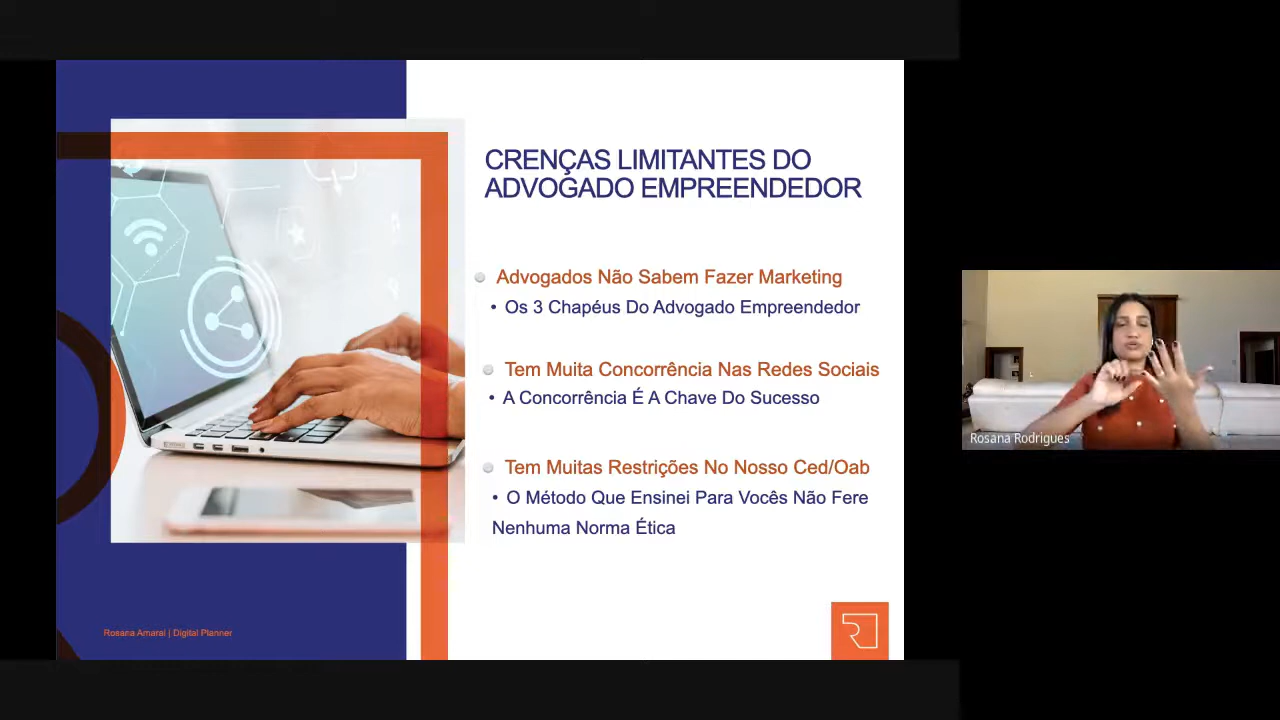 CRENÇAS LIMITANTES DO
ADVOGADO EMPREENDEDOR
Advogados Não Sabem Fazer Marketing
• Os 3 Chapéus Do Advogado Empreendedor
Tem Muita Concorrência Nas Redes Sociais
• A Concorrência É A Chave Do Sucesso
Tem Muitas Restrições No Nosso Ced/Oab
• O Método Que Ensinei Para Vocês Não Fere
Nenhuma Norma Ética
Rosana Amaral | Digital Planner
Rosana Rodrigues